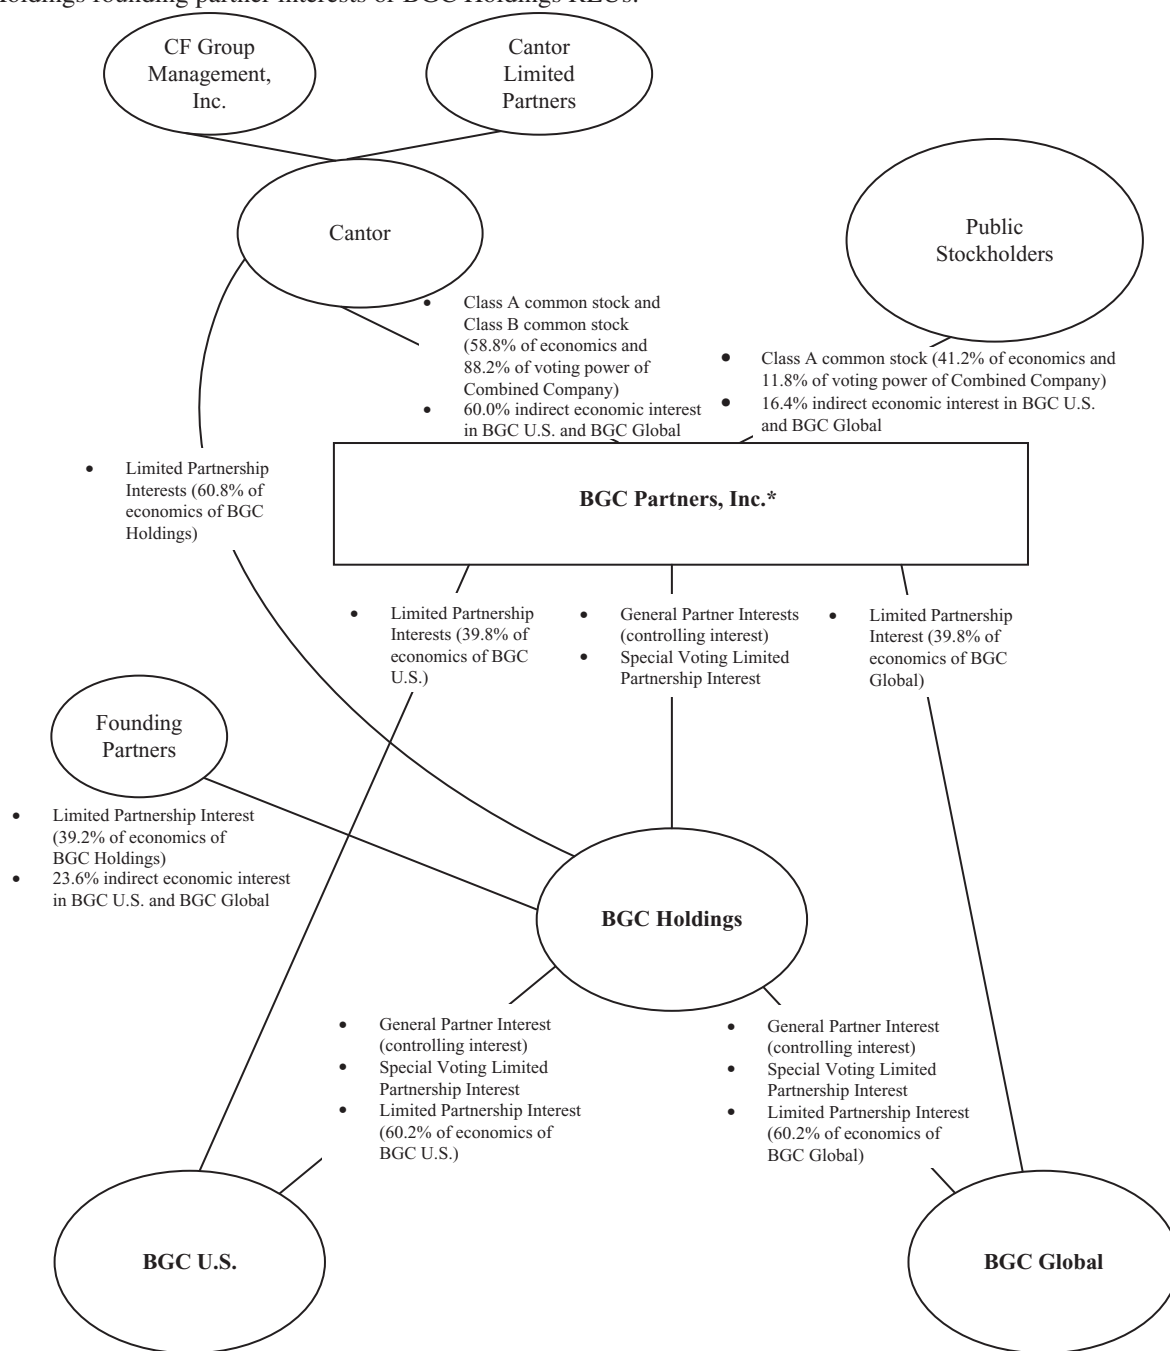 Holdings founding partner interests or BGC Holdings REUs.
CF Group
Management,
Inc.
Cantor
Limited
Partners
Cantor
Public
Stockholders
• Class A common stock and
Class B common stock
(58.8% of economics and
88.2% of voting power of
Combined Company)
• 60.0% indirect economic interest
in BGC U.S. and BGC Global
• Class A common stock (41.2% of economics and
11.8% of voting power of Combined Company)
• 16.4% indirect economic interest in BGC U.S.
and BGC Global
• Limited Partnership
Interests (60.8% of
economics of BGC
Holdings)
BGC Partners, Inc.*
• Limited Partnership
Interests (39.8% of
economics of BGC
U.S.)
• General Partner Interests
(controlling interest)
• Special Voting Limited
Partnership Interest
• Limited Partnership
Interest (39.8% of
economics of BGC
Global)
Founding
Partners
• Limited Partnership Interest
(39.2% of economics of
BGC Holdings)
• 23.6% indirect economic interest
in BGC U.S. and BGC Global
BGC Holdings
• General Partner Interest
(controlling interest)
• Special Voting Limited
Partnership Interest
• Limited Partnership Interest
(60.2% of economics of
BGC U.S.)
• General Partner Interest
(controlling interest)
• Special Voting Limited
Partnership Interest
• Limited Partnership Interest
(60.2% of economics of
BGC Global)
BGC U.S.
BGC Global